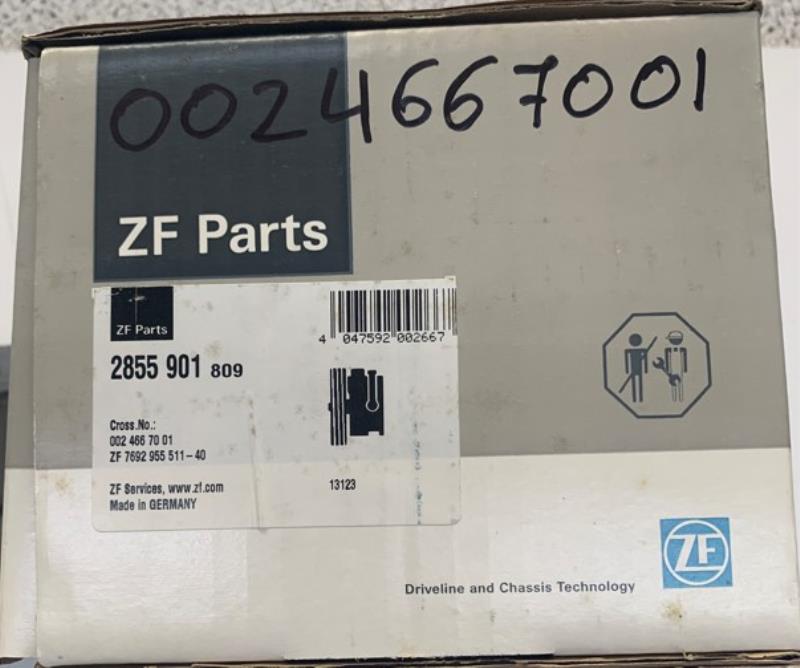 0024667001
ZF Parts
ZF Parts
4 047592 002667
2855 901 809
Cross.No.:
002 466 70 01
ZF 7692 955 511-40
ZF Services, www.zf.com
Made in GERMANY
13123
Driveline and Chassis Technology
ZF